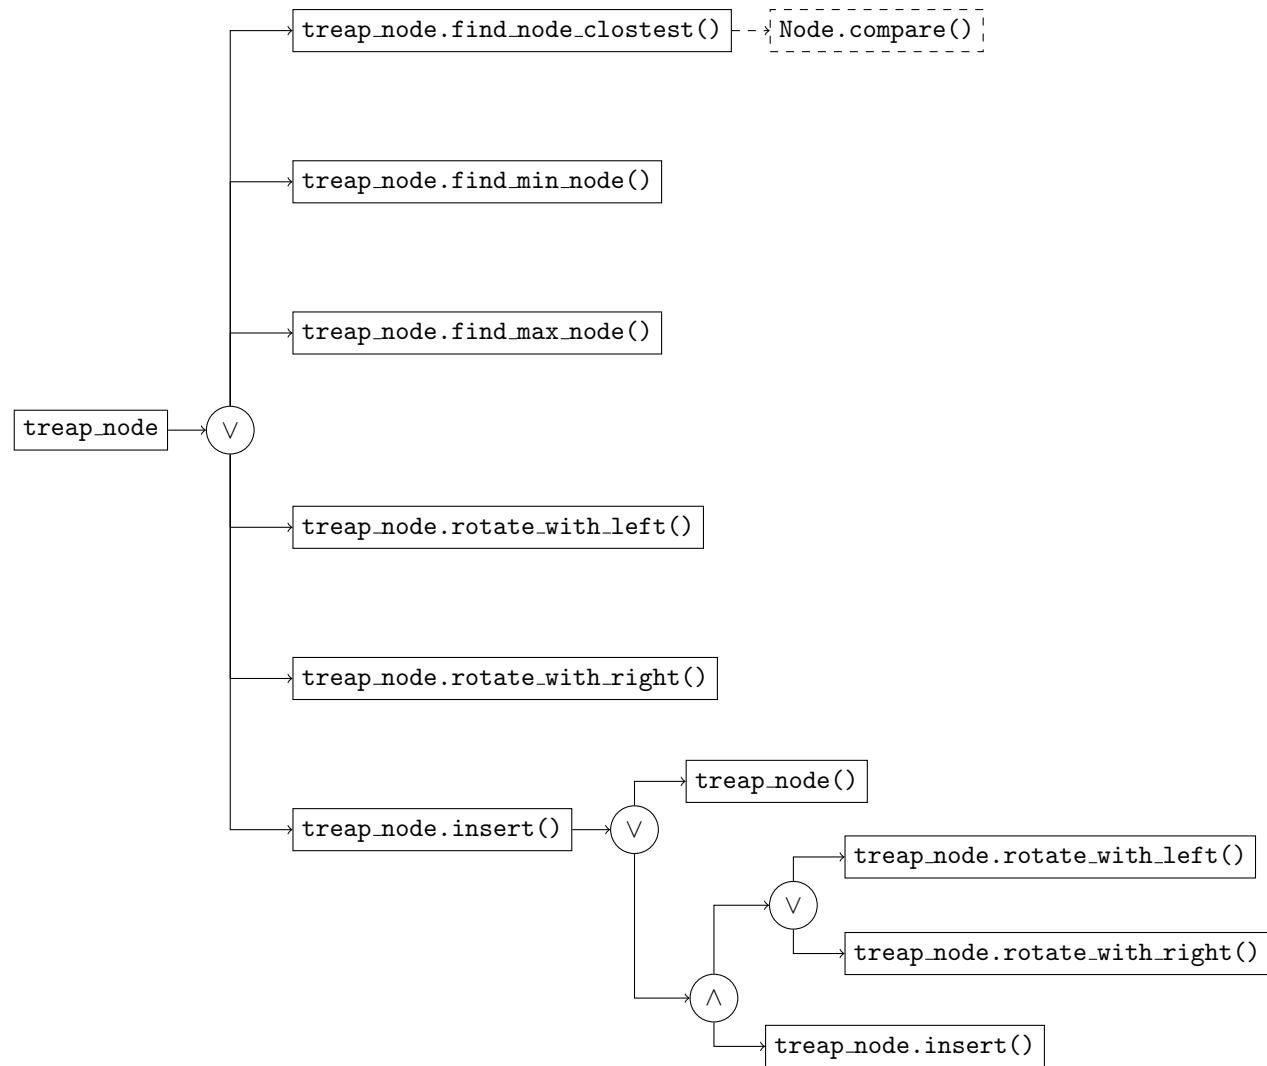 treap_node.find_node_clostest()
Node.compare()
treap_node.find_min_node()
treap_node.find_max_node()
treap_node
∨
treap_node.rotate_with_left()
treap_node.rotate_with_right()
treap_node()
treap_node.insert()
∨
treap_node.rotate_with_left()
∨
treap_node.rotate_with_right()
∧
treap_node.insert()